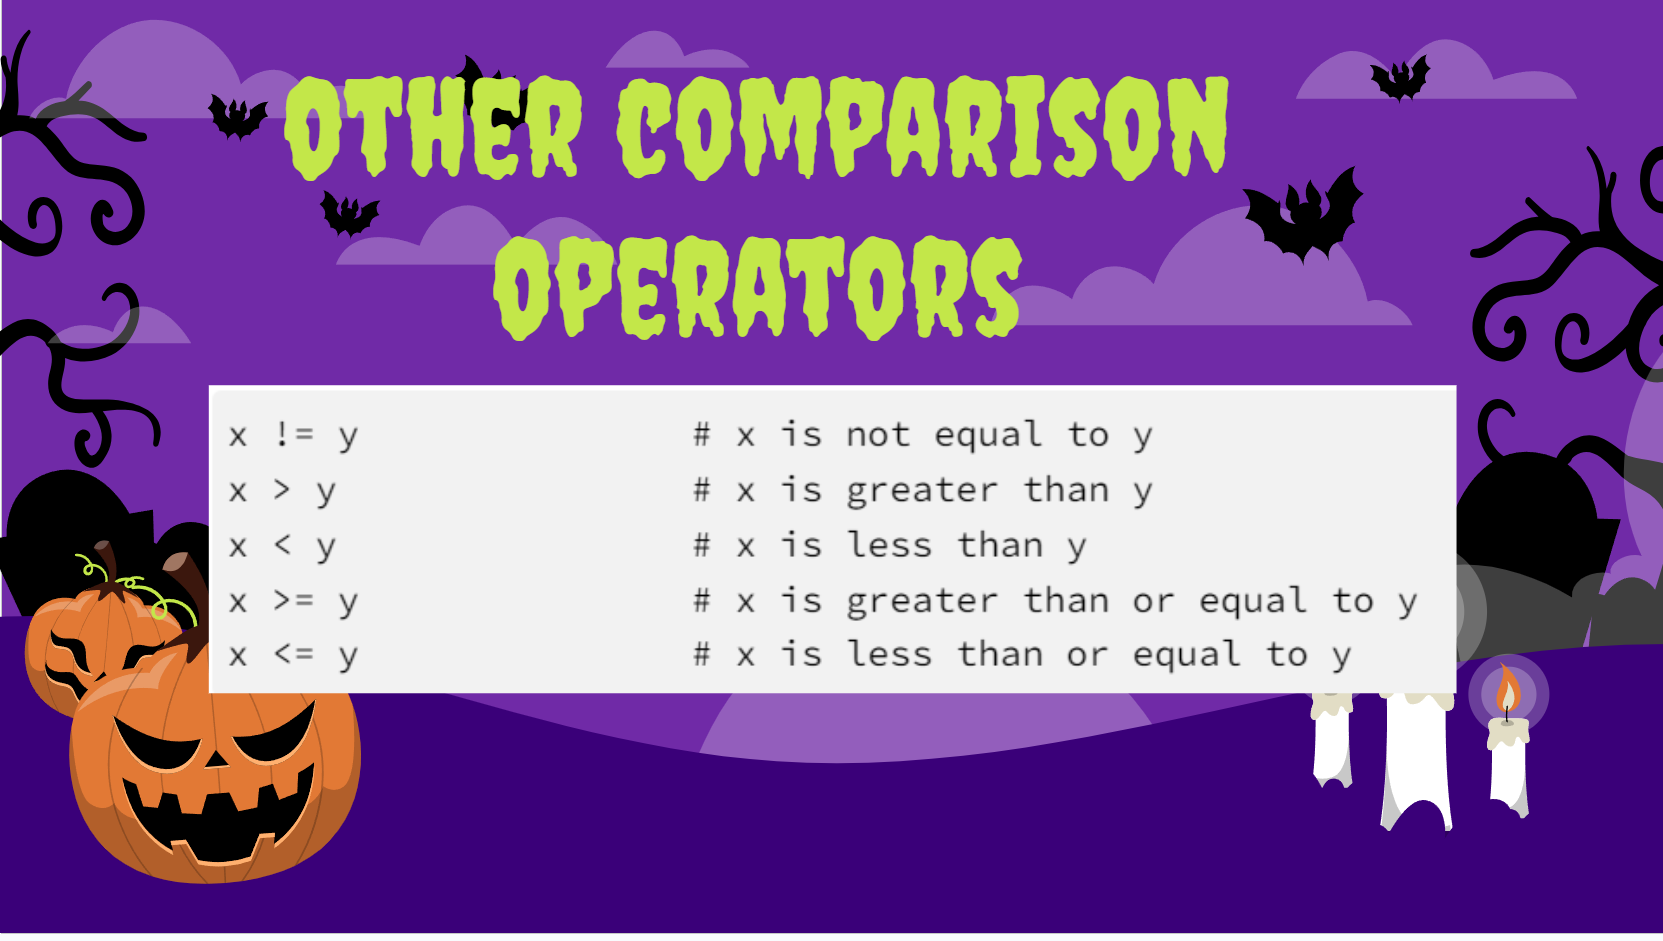 OTHER COMPARISON
OPERATORS
x != y # x is not equal to y
x > y # x is greater than y
x < y # x is less than y
x >= y # x is greater than or equal to y
x <= y # x is less than or equal to y